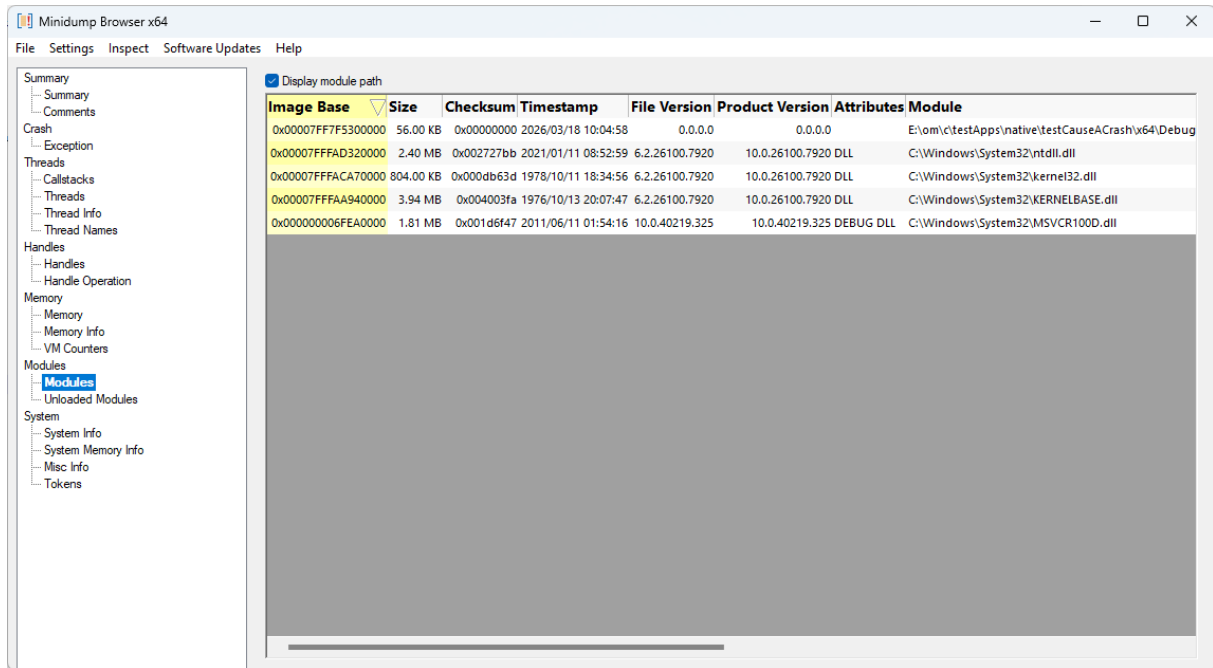 Minidump Browser x64
File Settings Inspect Software Updates Help
Summary
Summary
Comments
Crash
Exception
Threads
Callstacks
Threads
Thread Info
Thread Names
Handles
Handles
Handle Operation
Memory
Memory
Memory Info
VM Counters
Modules
Modules
Unloaded Modules
System
System Info
System Memory Info
Misc Info
Tokens
Display module path
Image Base Size Checksum Timestamp File Version Product Version Attributes Module
0x00007FF7F5300000 56.00 KB 0x00000000 2026/03/18 10:04:58 0.0.0.0 0.0.0.0 E:\om\c\testApps\native\testCauseACrash\x64\Debug
0x00007FFFAD320000 2.40 MB 0x002727bb 2021/01/11 08:52:59 6.2.26100.7920 10.0.26100.7920 DLL C:\Windows\System32\ntdll.dll
0x00007FFFACA70000 804.00 KB 0x000db63d 1978/10/11 18:34:56 6.2.26100.7920 10.0.26100.7920 DLL C:\Windows\System32\kernel32.dll
0x00007FFFAA940000 3.94 MB 0x004003fa 1976/10/13 20:07:47 6.2.26100.7920 10.0.26100.7920 DLL C:\Windows\System32\KERNELBASE.dll
0x000000006FEA0000 1.81 MB 0x001d6f47 2011/06/11 01:54:16 10.0.40219.325 10.0.40219.325 DEBUG DLL C:\Windows\System32\MSVCR100D.dll